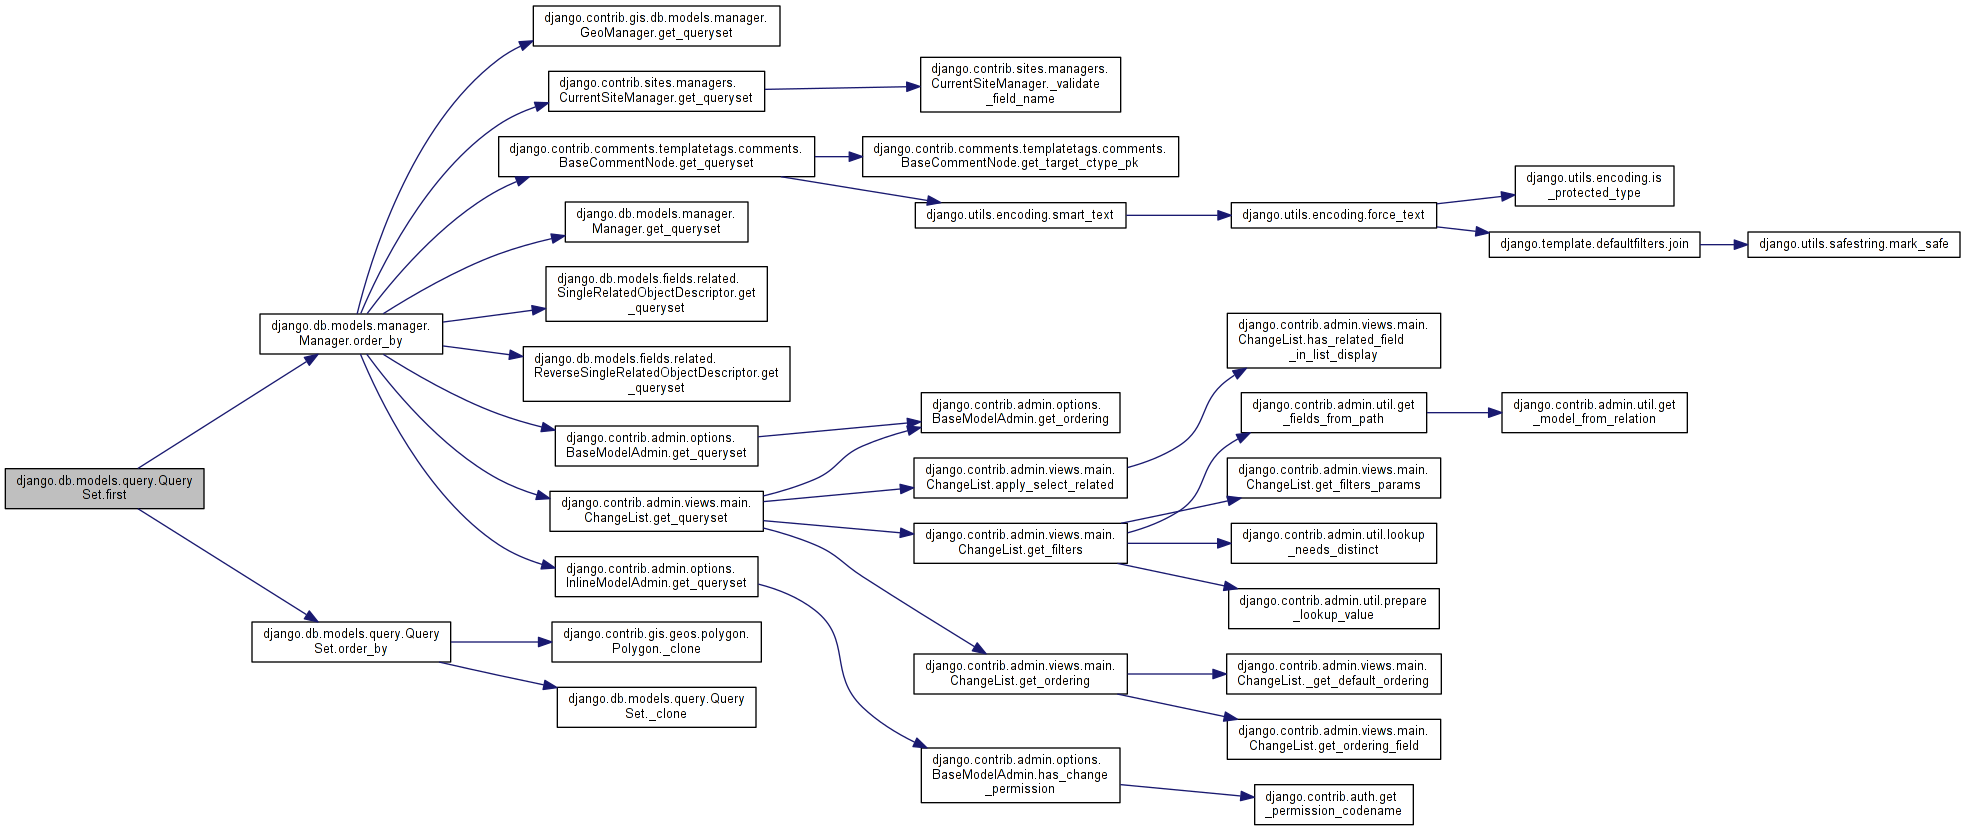 django.contrib.gis.db.models.manager.
GeoManager.get_queryset
django.contrib.sites.managers.
CurrentSiteManager.get_queryset
django.contrib.sites.managers.
CurrentSiteManager._validate
_field_name
django.contrib.comments.templatetags.comments.
BaseCommentNode.get_queryset
django.contrib.comments.templatetags.comments.
BaseCommentNode.get_target_ctype_pk
django.utils.encoding.smart_text
django.utils.encoding.force_text
django.utils.encoding.is
_protected_type
django.template.defaultfilters.join
django.utils.safestring.mark_safe
django.db.models.manager.
Manager.get_queryset
django.db.models.fields.related.
SingleRelatedObjectDescriptor.get
_queryset
django.db.models.manager.
Manager.order_by
django.db.models.fields.related.
ReverseSingleRelatedObjectDescriptor.get
_queryset
django.contrib.admin.views.main.
ChangeList.has_related_field
_in_list_display
django.contrib.admin.options.
BaseModelAdmin.get_queryset
django.contrib.admin.options.
BaseModelAdmin.get_ordering
django.contrib.admin.util.get
_fields_from_path
django.contrib.admin.util.get
_model_from_relation
django.db.models.query.Query
Set.first
django.contrib.admin.views.main.
ChangeList.get_queryset
django.contrib.admin.views.main.
ChangeList.apply_select_related
django.contrib.admin.views.main.
ChangeList.get_filters_params
django.contrib.admin.views.main.
ChangeList.get_filters
django.contrib.admin.util.lookup
_needs_distinct
django.contrib.admin.options.
InlineModelAdmin.get_queryset
django.contrib.admin.util.prepare
_lookup_value
django.db.models.query.Query
Set.order_by
django.contrib.gis.geos.polygon.
Polygon._clone
django.db.models.query.Query
Set._clone
django.contrib.admin.views.main.
ChangeList.get_ordering
django.contrib.admin.views.main.
ChangeList._get_default_ordering
django.contrib.admin.views.main.
ChangeList.get_ordering_field
django.contrib.admin.options.
BaseModelAdmin.has_change
_permission
django.contrib.auth.get
_permission_codename